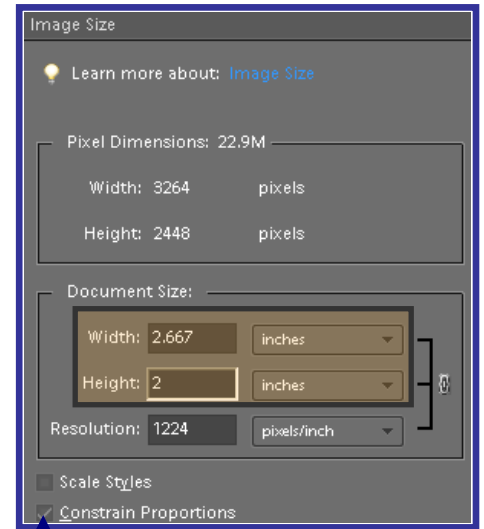 Image Size
Learn more about: Image Size
Pixel Dimensions: 22.9M
Width: 3264 pixels
Height: 2448 pixels
Document Size:
Width: 2.667 inches
Height: 2 inches
Resolution: 1224 pixels/inch
Scale Styles
Constrain Proportions